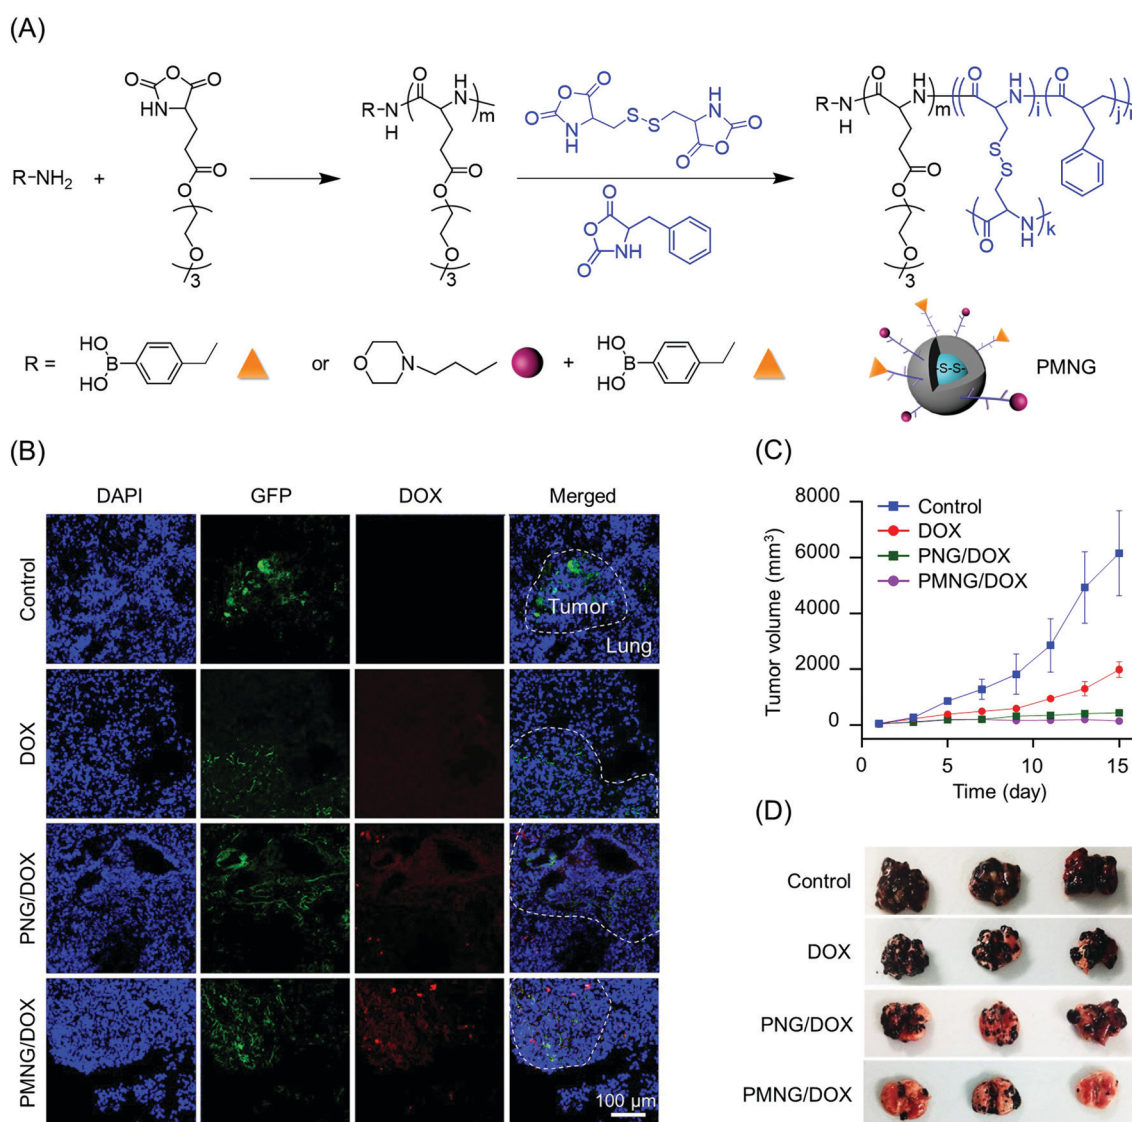 (A)
R-NH2 + O O O HN O O O 3
R-N H O H N m O O O 3
O O O HN S-S H N O O O
O O O NH
R-N H O H N m O H N i j n O O O 3 S S O N H k
R = HO B HO or O N + HO B HO -S-S- PMNG
(B)
DAPI GFP DOX Merged
Control
Tumor
Lung
DOX
PNG/DOX
PMNG/DOX
100 μm
(C)
Tumor volume (mm3)
8000
6000
4000
2000
0
Control
DOX
PNG/DOX
PMNG/DOX
0 5 10 15
Time (day)
(D)
Control
DOX
PNG/DOX
PMNG/DOX